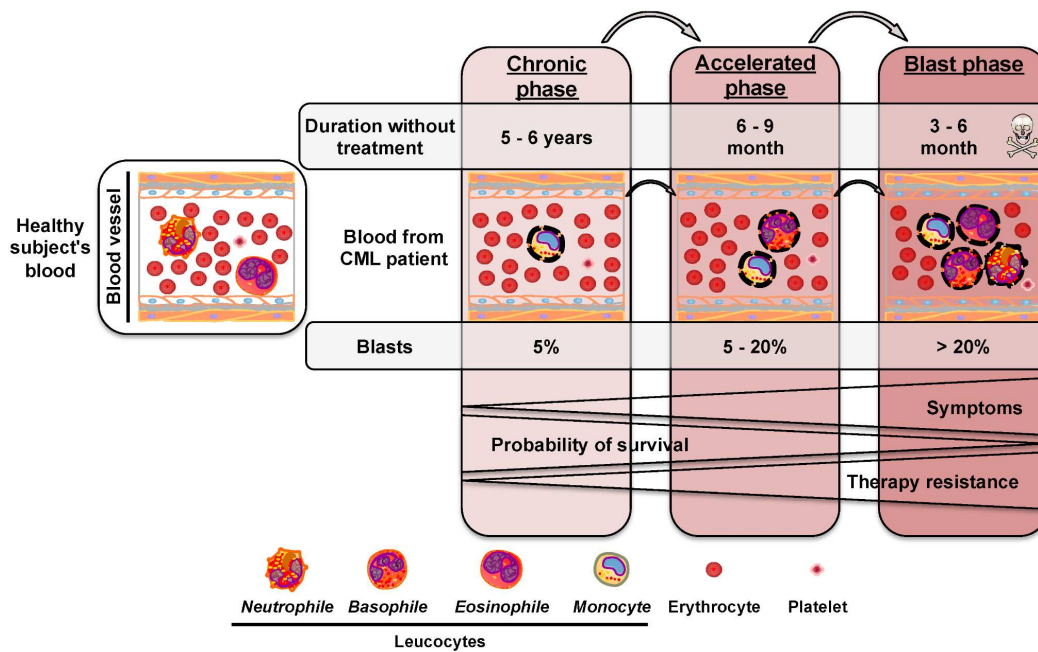 Chronic
phase
Accelerated
phase
Blast phase
Duration without
treatment
5 - 6 years
6 - 9
month
3 - 6
month
Healthy
subject's
blood
Blood vessel
Blood from
CML patient
Blasts
5%
5 - 20%
> 20%
Symptoms
Probability of survival
Therapy resistance
Neutrophile
Basophile
Eosinophile
Monocyte
Erythrocyte
Platelet
Leucocytes